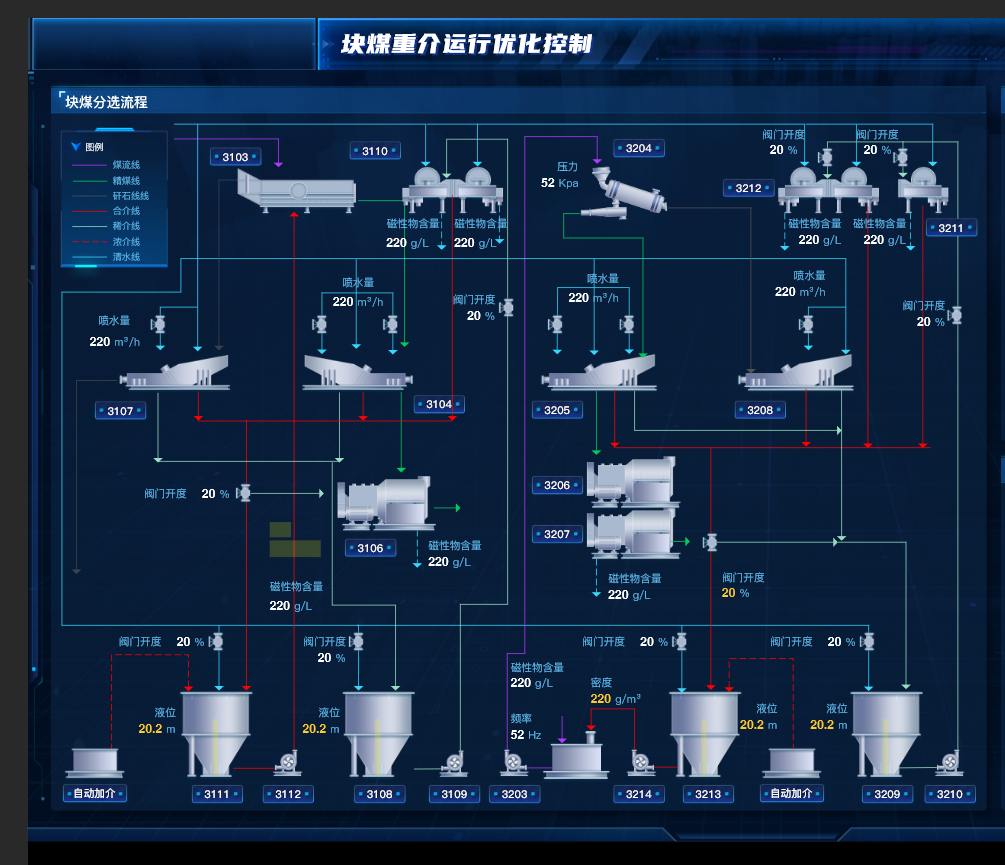 块煤重介运行优化控制
块煤分选流程
图例
煤流线
精煤线
矸石线线
合介线
稀介线
浓介线
清水线
3103
3110
3204
压力
52 Kpa
阀门开度
20 %
阀门开度
20 %
3212
3211
磁性物含量
220 g/L
磁性物含量
220 g/L
磁性物含量
220 g/L
磁性物含量
220 g/L
喷水量
220 m³/h
喷水量
220 m³/h
阀门开度
20 %
喷水量
220 m³/h
喷水量
220 m³/h
阀门开度
20 %
3107
3104
3205
3208
阀门开度 20 %
3106
磁性物含量
220 g/L
3206
3207
磁性物含量
220 g/L
阀门开度
20 %
磁性物含量
220 g/L
阀门开度 20 %
阀门开度
20 %
阀门开度 20 %
阀门开度 20 %
磁性物含量
220 g/L
密度
220 g/m³
频率
52 Hz
液位
20.2 m
液位
20.2 m
液位
20.2 m
液位
20.2 m
自动加介
3111
3112
3108
3109
3203
3214
3213
自动加介
3209
3210